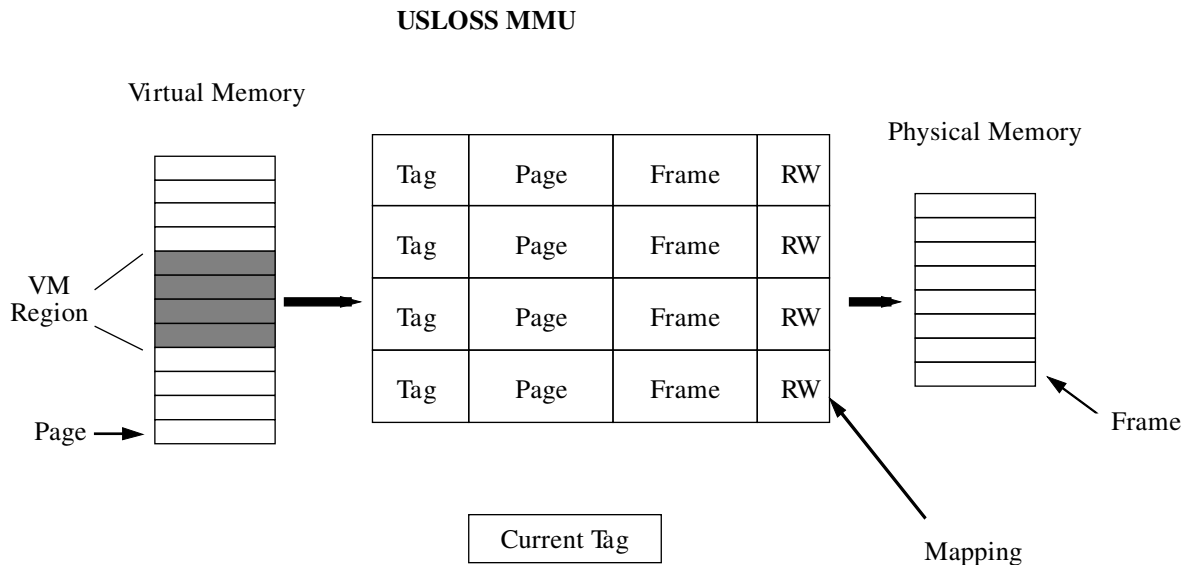 USLOSS MMU
Virtual Memory
Physical Memory
Tag Page Frame RW
Tag Page Frame RW
VM
Region
Tag Page Frame RW
Tag Page Frame RW
Page
Frame
Current Tag
Mapping